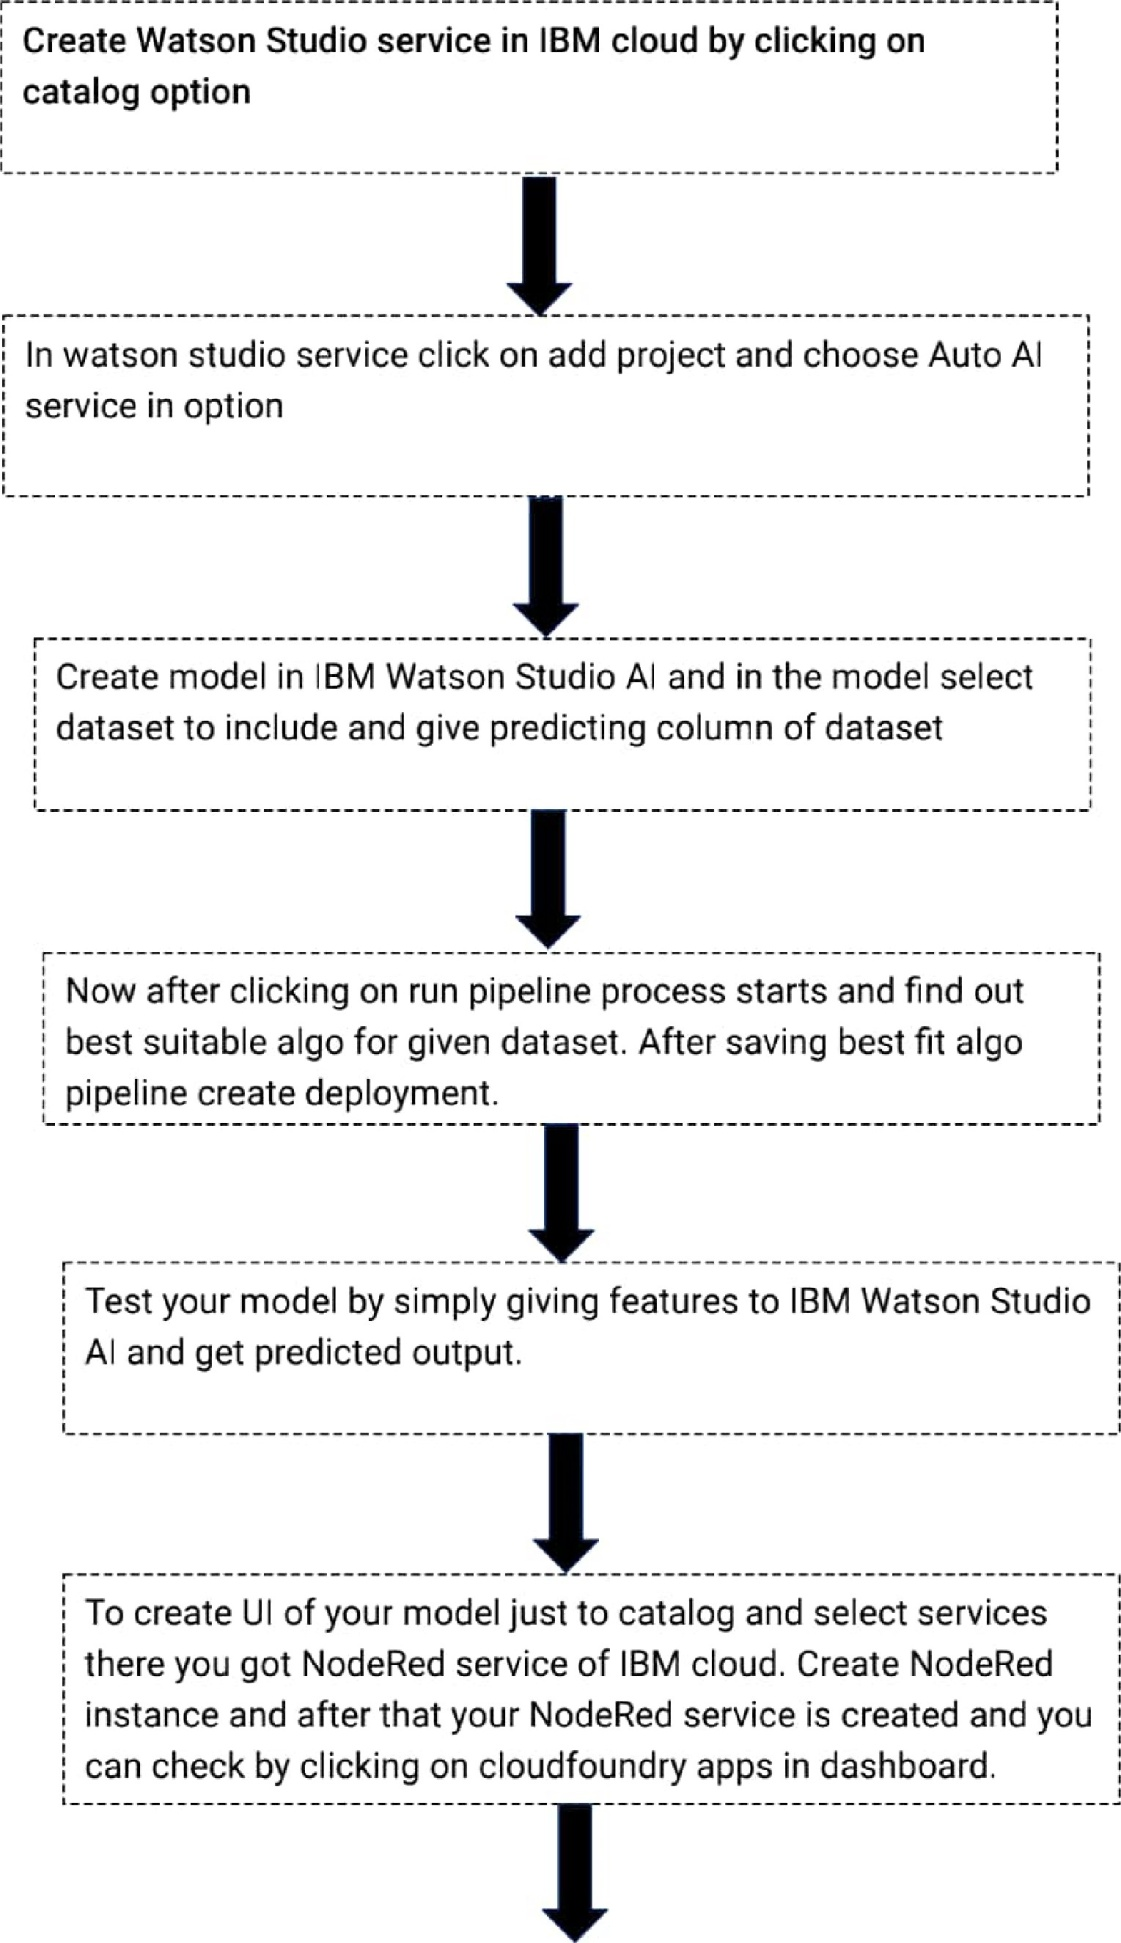 Create Watson Studio service in IBM cloud by clicking on
catalog option
In watson studio service click on add project and choose Auto AI
service in option
Create model in IBM Watson Studio AI and in the model select
dataset to include and give predicting column of dataset
Now after clicking on run pipeline process starts and find out
best suitable algo for given dataset. After saving best fit algo
pipeline create deployment.
Test your model by simply giving features to IBM Watson Studio
AI and get predicted output.
To create UI of your model just to catalog and select services
there you got NodeRed service of IBM cloud. Create NodeRed
instance and after that your NodeRed service is created and you
can check by clicking on cloudfoundry apps in dashboard.